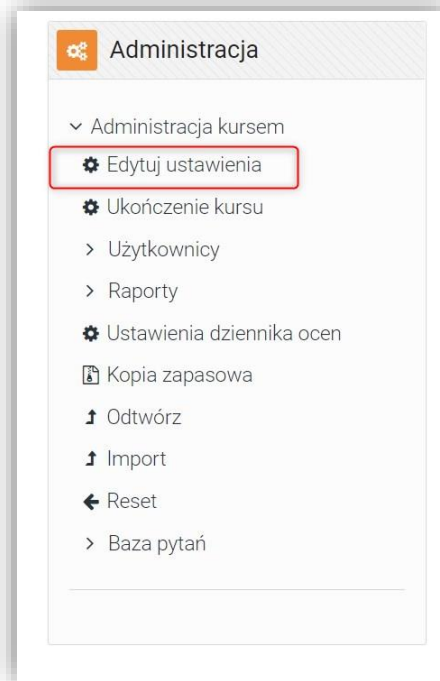 Administracja
Administracja kursem
Edytuj ustawienia
Ukończenie kursu
Użytkownicy
Raporty
Ustawienia dziennika ocen
Kopia zapasowa
Odtwórz
Import
Reset
Baza pytań